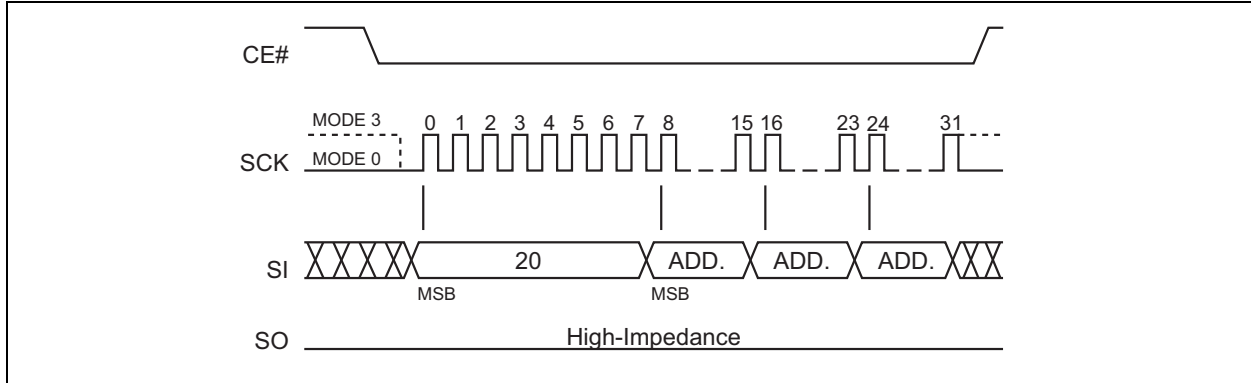 CE#
MODE 3
0 1 2 3 4 5 6 7 8 15 16 23 24 31
SCK
MODE 0
SI
20 ADD. ADD. ADD.
MSB MSB
SO
High-Impedance